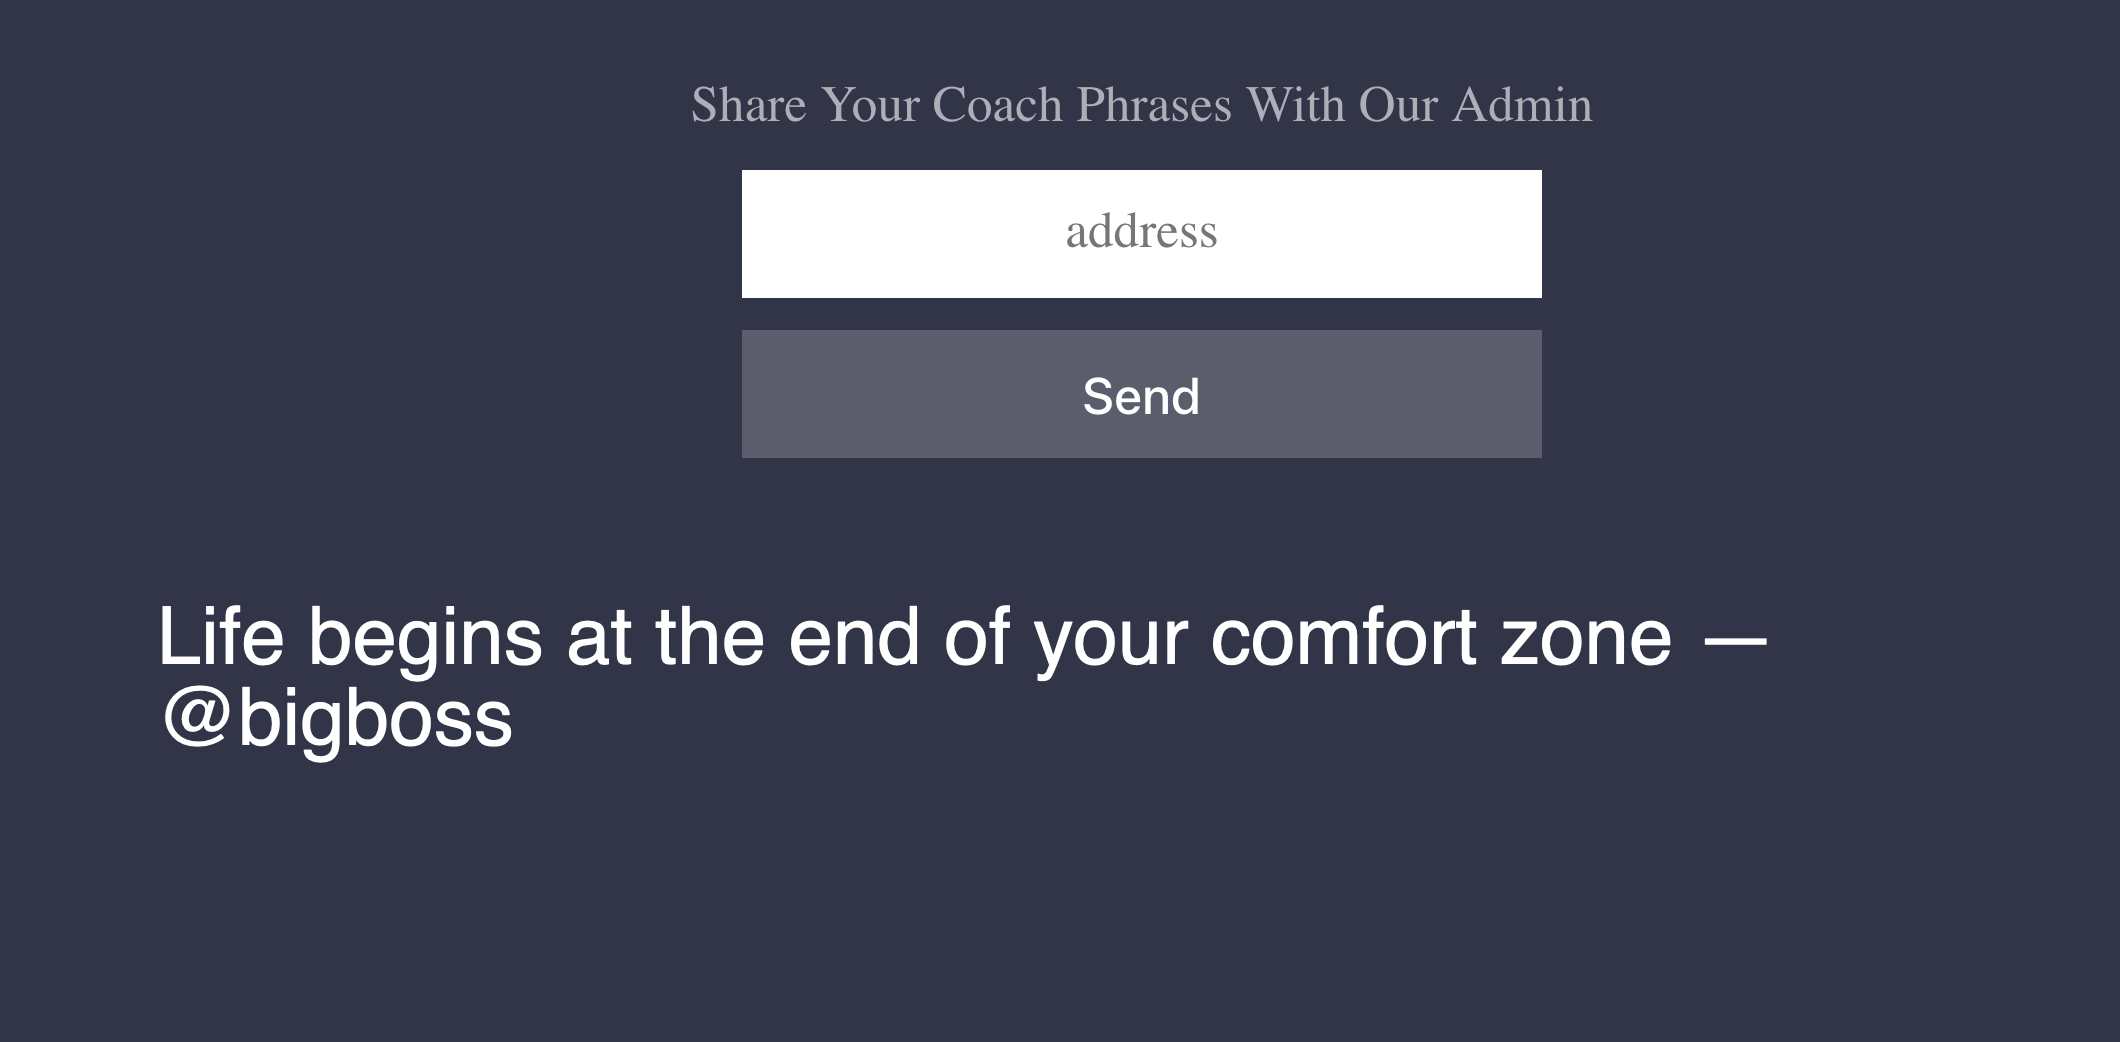 Share Your Coach Phrases With Our Admin
address
Send
Life begins at the end of your comfort zone —
@bigboss